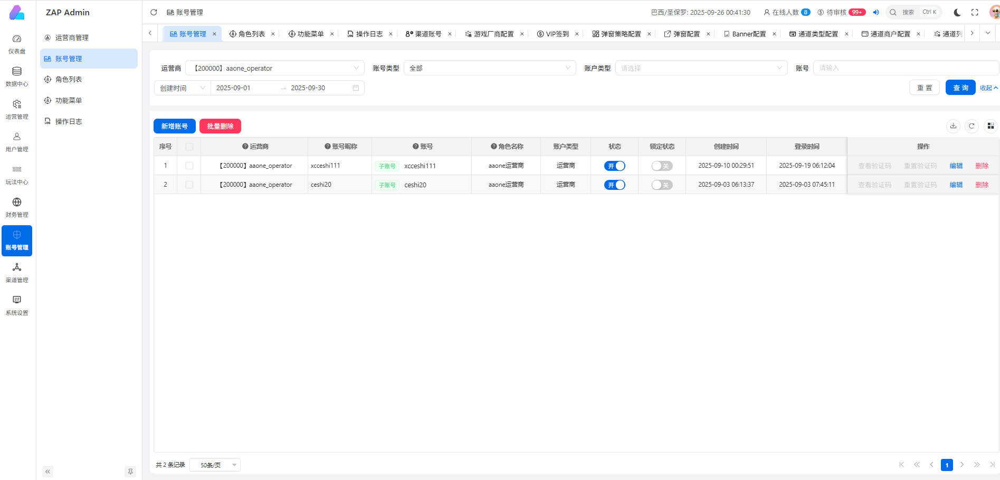 ZAP Admin
账号管理
巴西/圣保罗: 2025-09-26 00:41:30
在线人数 8
待审核 99+
搜索 Ctrl K
仪表盘
数据中心
运营管理
用户管理
玩法中心
财务管理
账号管理
渠道管理
系统设置
运营商管理
账号管理
角色列表
功能菜单
操作日志
账号管理 × 角色列表 × 功能菜单 × 操作日志 × 渠道账号 × 游戏厂商配置 × VIP签到 × 弹窗策略配置 × 弹窗配置 × Banner配置 × 通道类型配置 × 通道商户配置 × 通道列
运营商 【200000】aaone_operator 账号类型 全部 账户类型 请选择 账号 请输入
创建时间 2025-09-01 → 2025-09-30 重 置 查 询 收起
新增账号 批量删除
序号 运营商 账号昵称 账号 角色名称 账户类型 状态 锁定状态 创建时间 登录时间 操作
1 【200000】aaone_operator xcceshi111 子账号 xcceshi111 aaone运营商 运营商 开 关 2025-09-10 00:29:51 2025-09-19 06:12:04 查看验证码 重置验证码 编辑 删除
2 【200000】aaone_operator ceshi20 子账号 ceshi20 aaone运营商 运营商 开 关 2025-09-03 06:13:37 2025-09-03 07:45:11 查看验证码 重置验证码 编辑 删除
共 2 条记录 50条/页 1